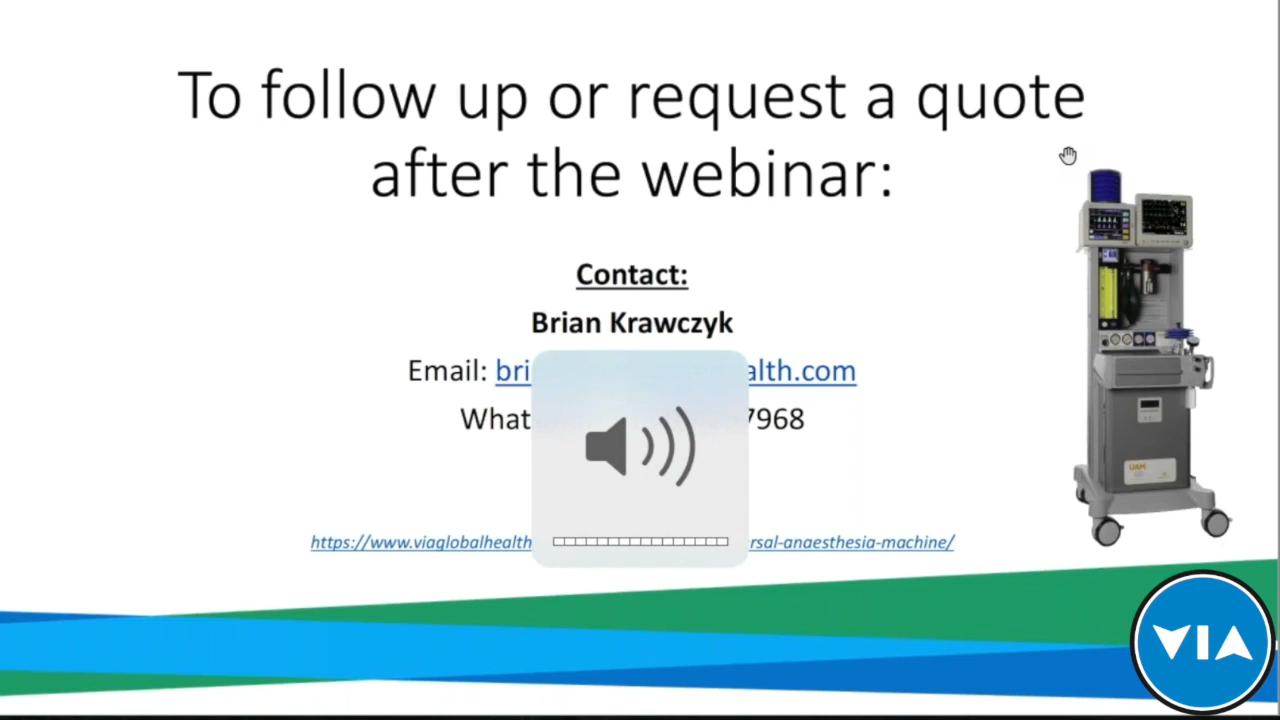 To follow up or request a quote
after the webinar:
Contact:
Brian Krawczyk
Email: bri alth.com
What 7968
https://www.viaglobalhealth rsal-anaesthesia-machine/
UAM
VIA